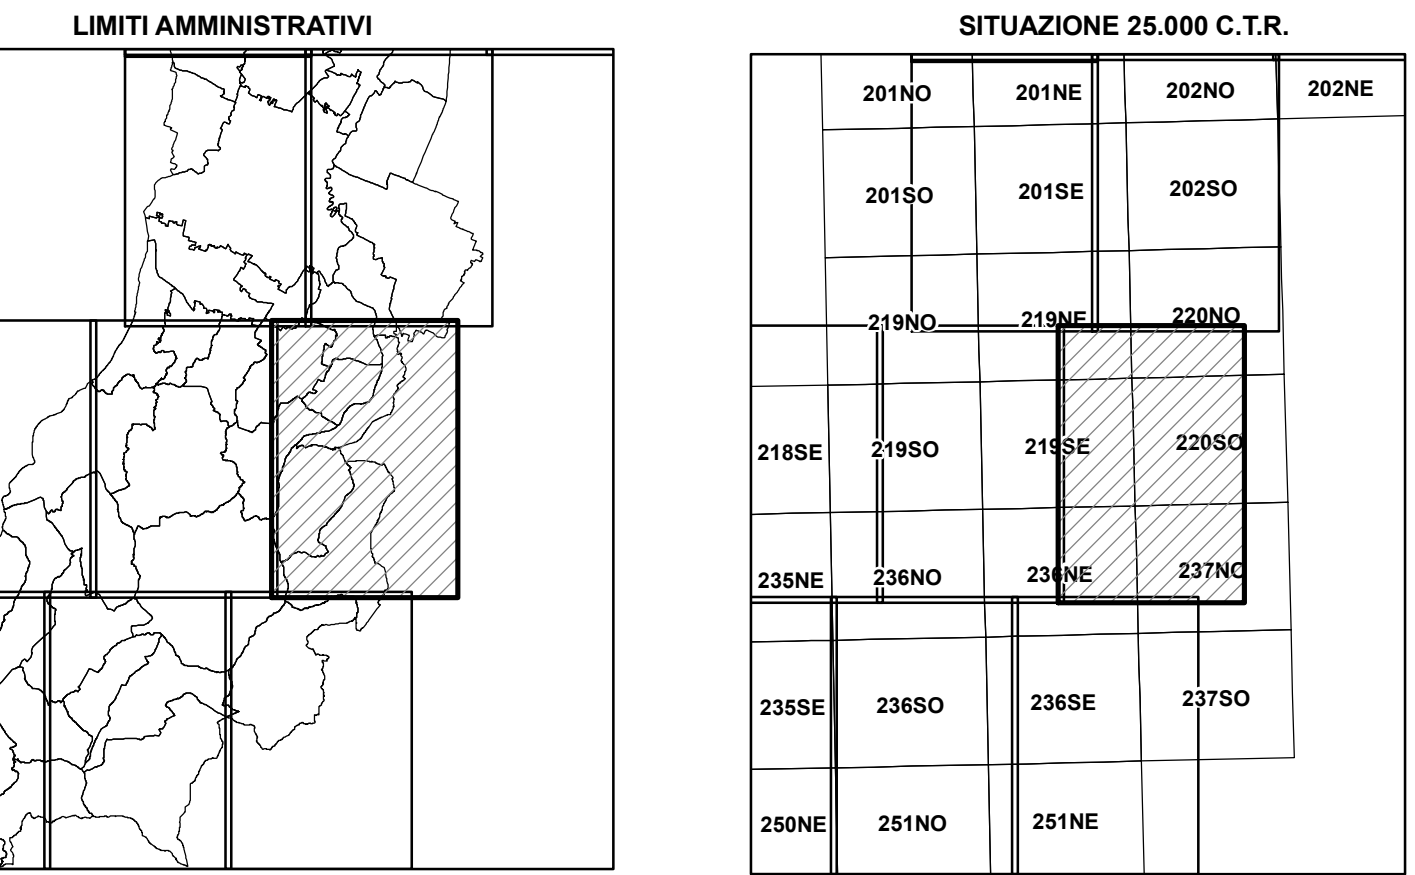 LIMITI AMMINISTRATIVI
SITUAZIONE 25.000 C.T.R.
201NO 201NE 202NO 202NE
201SO 201SE 202SO
219NO 219NE 220NO
218SE 219SO 219SE 220SO
235NE 236NO 236NE 237NO
235SE 236SO 236SE 237SO
250NE 251NO 251NE